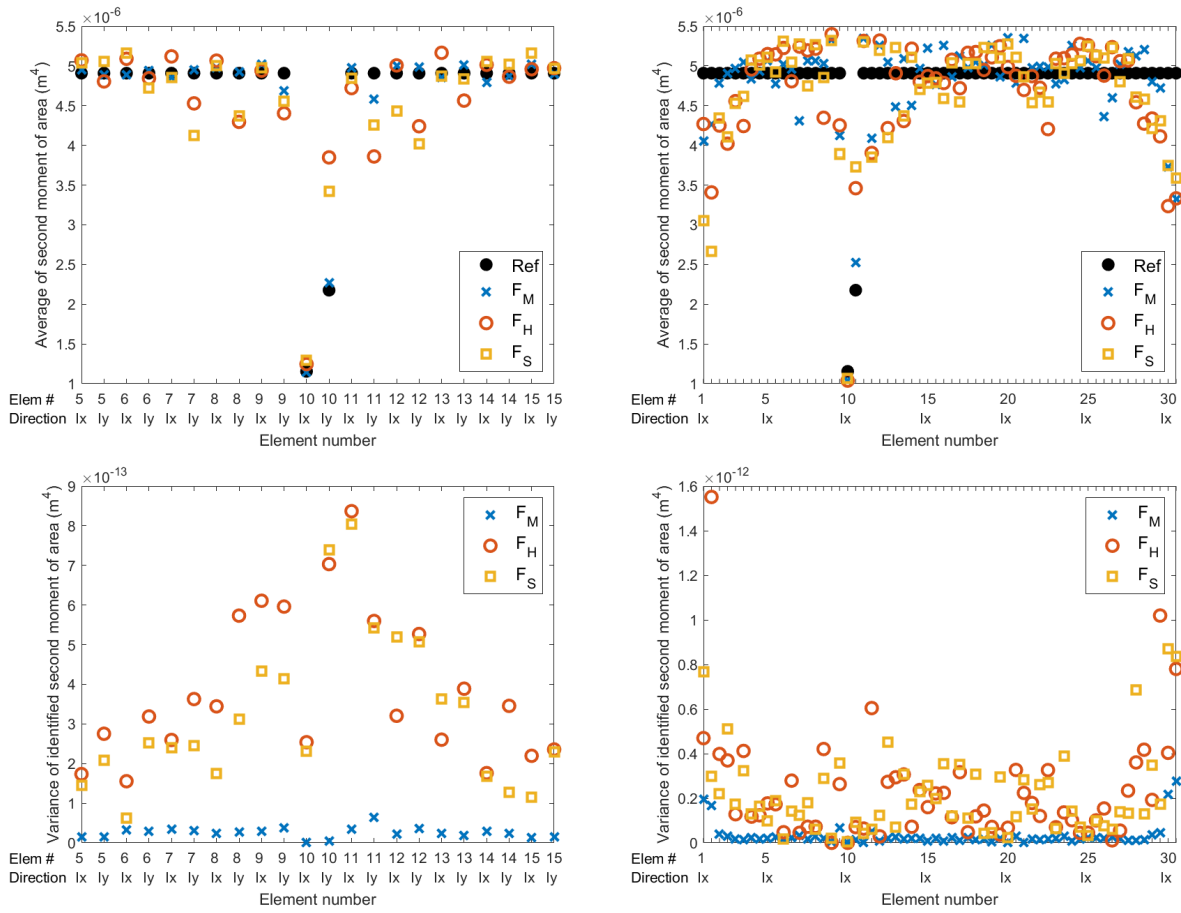 ×10^-6
Average of second moment of area (m^4)
5.5
5
4.5
4
3.5
3
2.5
2
1.5
1
Ref
F_M
F_H
F_S
Elem # 5 5 6 6 7 7 8 8 9 9 10 10 11 11 12 12 13 13 14 14 15 15
Direction Ix Iy Ix Iy Ix Iy Ix Iy Ix Iy Ix Iy Ix Iy Ix Iy Ix Iy Ix Iy Ix Iy
Element number
×10^-6
Average of second moment of area (m^4)
5.5
5
4.5
4
3.5
3
2.5
2
1.5
1
Ref
F_M
F_H
F_S
Elem # 1 5 10 15 20 25 30
Direction Ix Ix Ix Ix Ix Ix Ix
Element number
×10^-13
Variance of identified second moment of area (m^4)
9
8
7
6
5
4
3
2
1
0
F_M
F_H
F_S
Elem # 5 5 6 6 7 7 8 8 9 9 10 10 11 11 12 12 13 13 14 14 15 15
Direction Ix Iy Ix Iy Ix Iy Ix Iy Ix Iy Ix Iy Ix Iy Ix Iy Ix Iy Ix Iy Ix Iy
Element number
×10^-12
Variance of identified second moment of area (m^4)
1.6
1.4
1.2
1
0.8
0.6
0.4
0.2
0
F_M
F_H
F_S
Elem # 1 5 10 15 20 25 30
Direction Ix Ix Ix Ix Ix Ix Ix
Element number